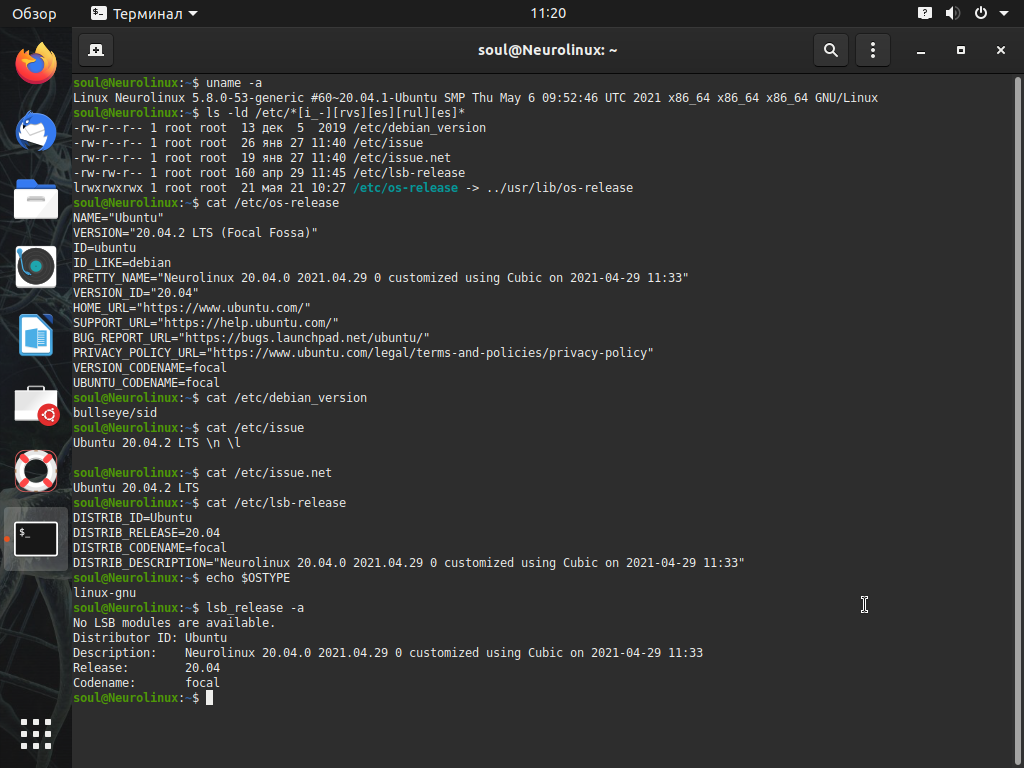 Обзор
Терминал
11:20
soul@Neurolinux: ~
soul@Neurolinux:~$ uname -a
Linux Neurolinux 5.8.0-53-generic #60~20.04.1-Ubuntu SMP Thu May 6 09:52:46 UTC 2021 x86_64 x86_64 x86_64 GNU/Linux
soul@Neurolinux:~$ ls -ld /etc/*[i_-][rvs][es][rul][es]*
-rw-r--r-- 1 root root  13 дек  5  2019 /etc/debian_version
-rw-r--r-- 1 root root  26 янв 27 11:40 /etc/issue
-rw-r--r-- 1 root root  19 янв 27 11:40 /etc/issue.net
-rw-rw-r-- 1 root root 160 апр 29 11:45 /etc/lsb-release
lrwxrwxrwx 1 root root  21 мая 21 10:27 /etc/os-release -> ../usr/lib/os-release
soul@Neurolinux:~$ cat /etc/os-release
NAME="Ubuntu"
VERSION="20.04.2 LTS (Focal Fossa)"
ID=ubuntu
ID_LIKE=debian
PRETTY_NAME="Neurolinux 20.04.0 2021.04.29 0 customized using Cubic on 2021-04-29 11:33"
VERSION_ID="20.04"
HOME_URL="https://www.ubuntu.com/"
SUPPORT_URL="https://help.ubuntu.com/"
BUG_REPORT_URL="https://bugs.launchpad.net/ubuntu/"
PRIVACY_POLICY_URL="https://www.ubuntu.com/legal/terms-and-policies/privacy-policy"
VERSION_CODENAME=focal
UBUNTU_CODENAME=focal
soul@Neurolinux:~$ cat /etc/debian_version
bullseye/sid
soul@Neurolinux:~$ cat /etc/issue
Ubuntu 20.04.2 LTS \n \l
soul@Neurolinux:~$ cat /etc/issue.net
Ubuntu 20.04.2 LTS
soul@Neurolinux:~$ cat /etc/lsb-release
DISTRIB_ID=Ubuntu
DISTRIB_RELEASE=20.04
DISTRIB_CODENAME=focal
DISTRIB_DESCRIPTION="Neurolinux 20.04.0 2021.04.29 0 customized using Cubic on 2021-04-29 11:33"
soul@Neurolinux:~$ echo $OSTYPE
linux-gnu
soul@Neurolinux:~$ lsb_release -a
No LSB modules are available.
Distributor ID: Ubuntu
Description:    Neurolinux 20.04.0 2021.04.29 0 customized using Cubic on 2021-04-29 11:33
Release:        20.04
Codename:       focal
soul@Neurolinux:~$